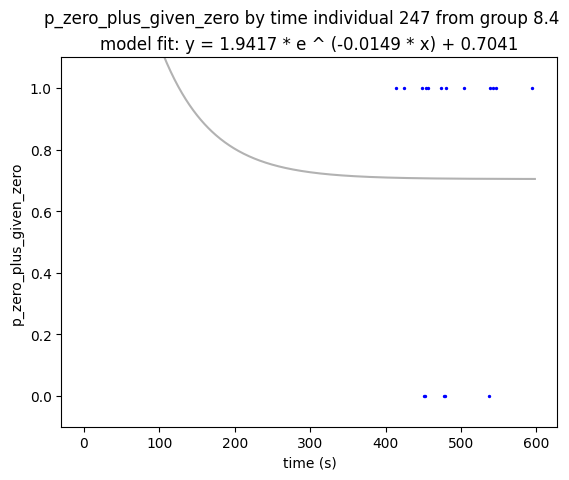 p_zero_plus_given_zero by time individual 247 from group 8.4
model fit: y = 1.9417 * e ^ (-0.0149 * x) + 0.7041
1.0
0.8
0.6
0.4
0.2
0.0
p_zero_plus_given_zero
0 100 200 300 400 500 600
time (s)